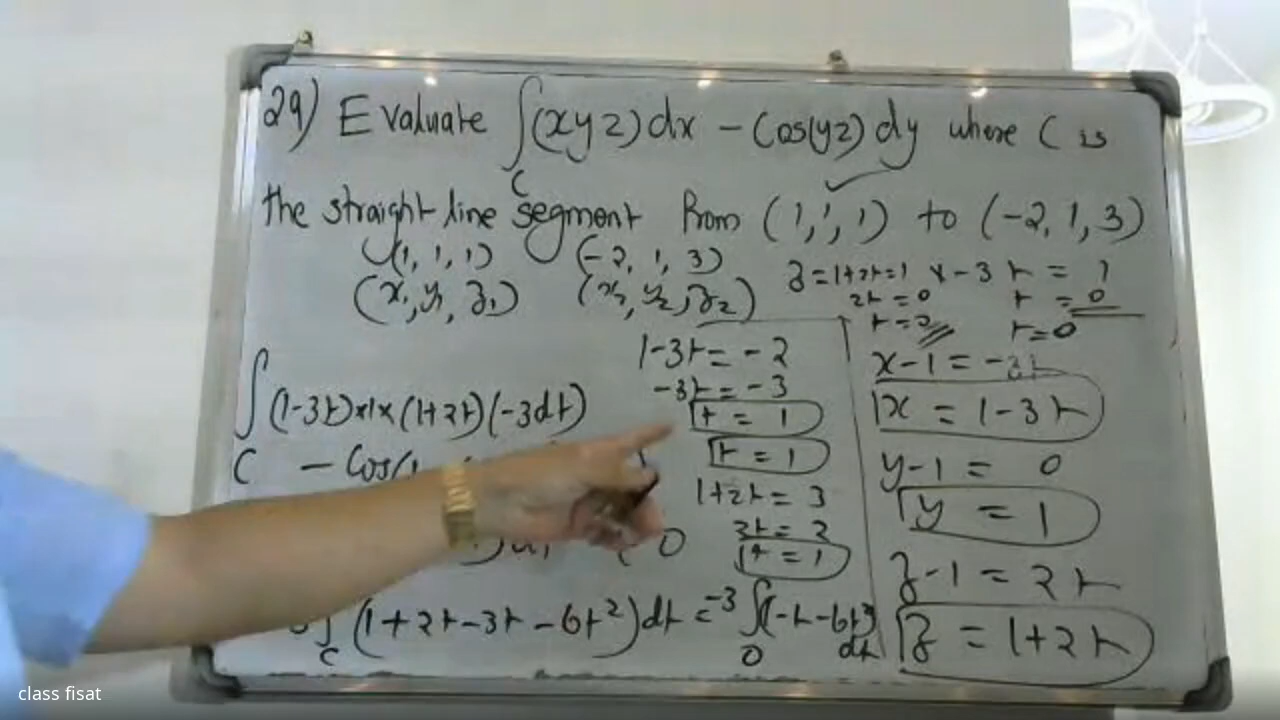 29) Evaluate ∫(xyz)dx - Cos(yz) dy where C is
C
the straight line segment from (1, 1, 1) to (-2, 1, 3)
(1, 1, 1) (-2, 1, 3)
(x1, y1, z1) (x2, y2, z2)
z = 1+2t=1
2t = 0
t = 0
x-3t = 1
t = 0
t=0
1-3t = -2
-3t = -3
t = 1
t = 1
1+2t = 3
2t = 2
t = 1
x-1 = -3t
x = 1-3t
y-1 = 0
y = 1
z-1 = 2t
z = 1+2t
∫(1-3t)x1x(1+2t)(-3dt)
C - Cos(1
0
∫(1+2t-3t-6t²)dt = -3 ∫(-t-6t²)
C 0 dt
class fisat